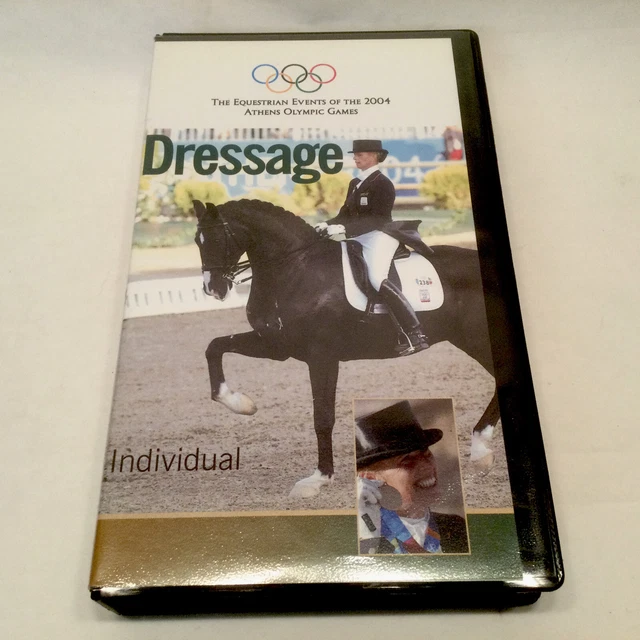 The Equestrian Events of the 2004
Athens Olympic Games
Dressage
Individual